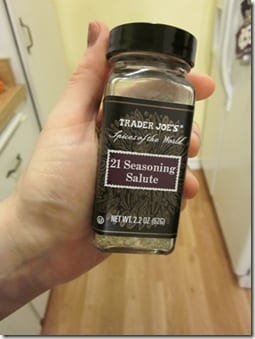 TRADER JOE'S
Spices of the World
21 Seasoning
Salute
U NET WT. 2.2 OZ (62G)